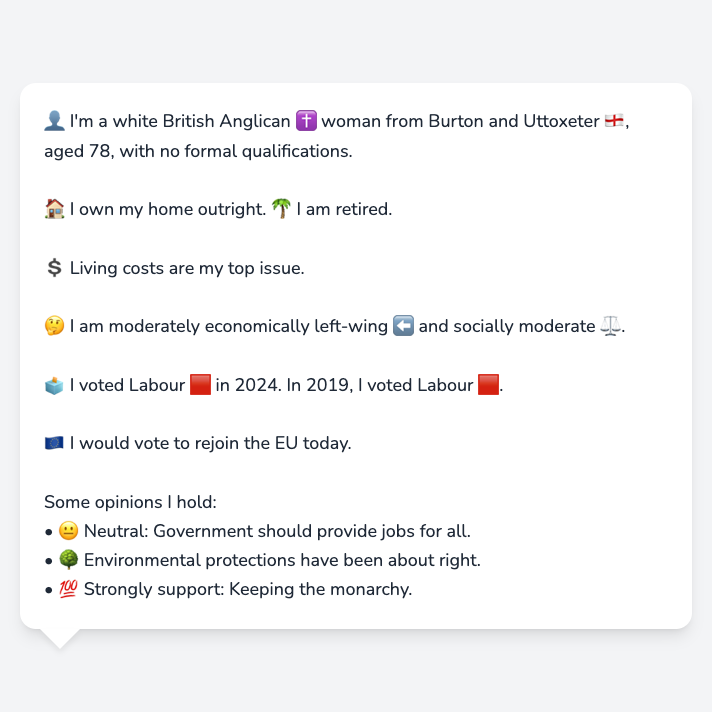 👤 I'm a white British Anglican ✝️ woman from Burton and Uttoxeter 🏴󠁧󠁢󠁥󠁮󠁧󠁿,
aged 78, with no formal qualifications.
🏠 I own my home outright. 🌴 I am retired.
💲 Living costs are my top issue.
🤔 I am moderately economically left-wing ⬅️ and socially moderate ⚖️.
🗳️ I voted Labour 🟥 in 2024. In 2019, I voted Labour 🟥.
🇪🇺 I would vote to rejoin the EU today.
Some opinions I hold:
• 😐 Neutral: Government should provide jobs for all.
• 🌳 Environmental protections have been about right.
• 💯 Strongly support: Keeping the monarchy.